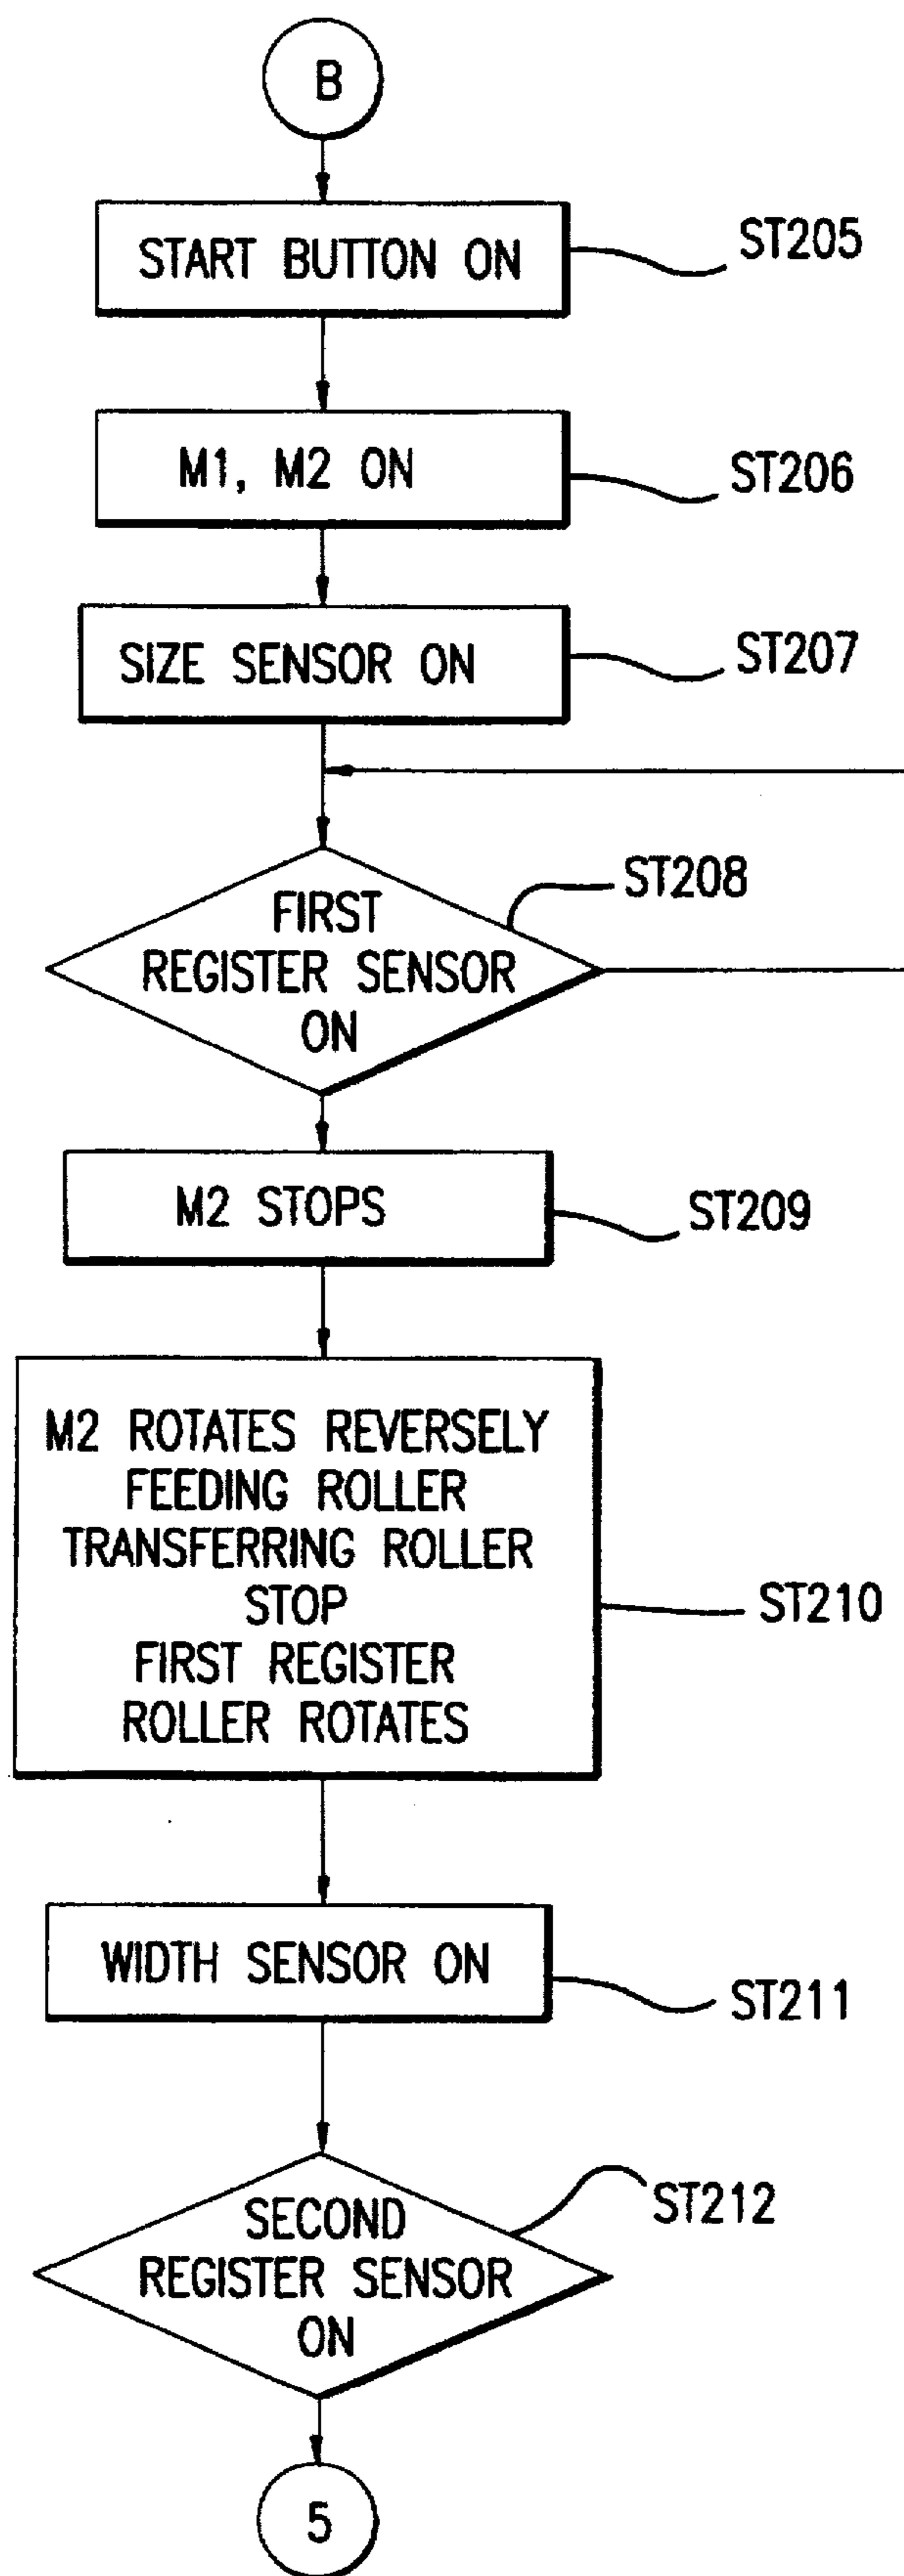 B
START BUTTON ON
ST205
M1, M2 ON
ST206
SIZE SENSOR ON
ST207
ST208
FIRST
REGISTER SENSOR
ON
M2 STOPS
ST209
M2 ROTATES REVERSELY
FEEDING ROLLER
TRANSFERRING ROLLER
STOP
FIRST REGISTER
ROLLER ROTATES
ST210
WIDTH SENSOR ON
ST211
SECOND
REGISTER SENSOR
ON
ST212
5